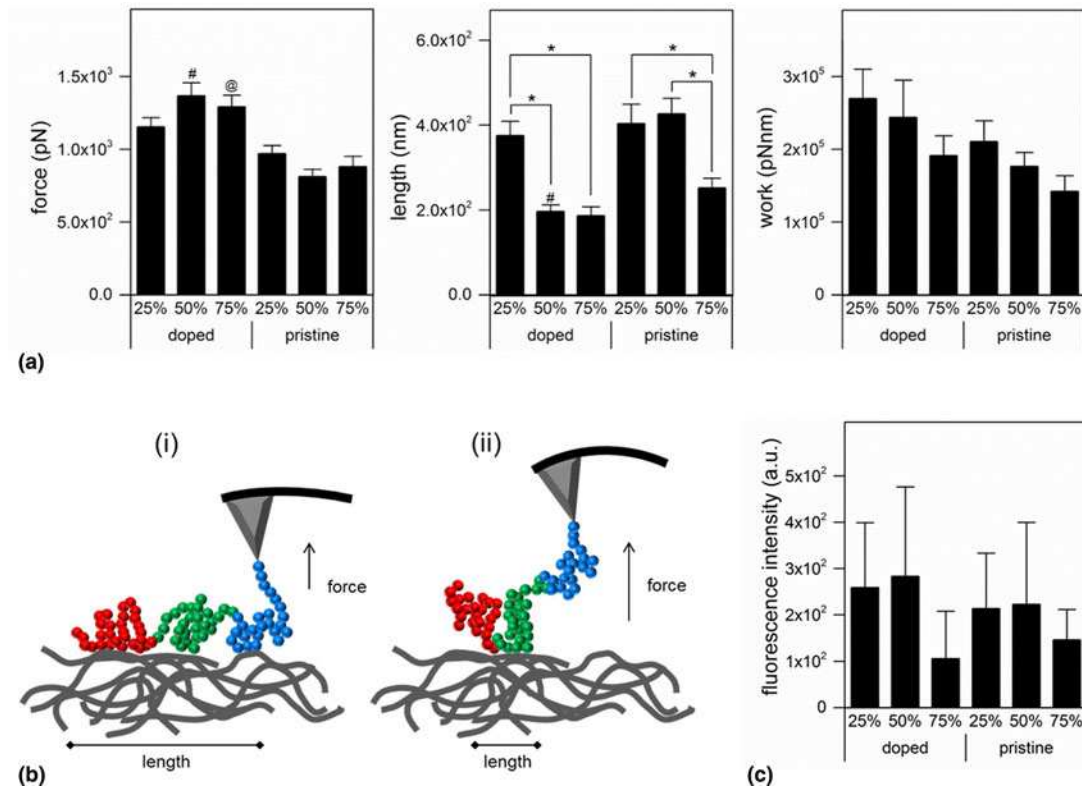 1.5x10³
1.0x10³
5.0x10²
0.0
force (pN)
#
@
25% 50% 75% 25% 50% 75%
doped pristine
6.0x10²
4.0x10²
2.0x10²
0.0
length (nm)
*
*
#
*
*
25% 50% 75% 25% 50% 75%
doped pristine
3x10⁵
2x10⁵
1x10⁵
0
work (pNnm)
25% 50% 75% 25% 50% 75%
doped pristine
(a)
(i)
force
length
(ii)
force
length
(b)
5x10²
4x10²
3x10²
2x10²
1x10²
0
fluorescence intensity (a.u.)
25% 50% 75% 25% 50% 75%
doped pristine
(c)